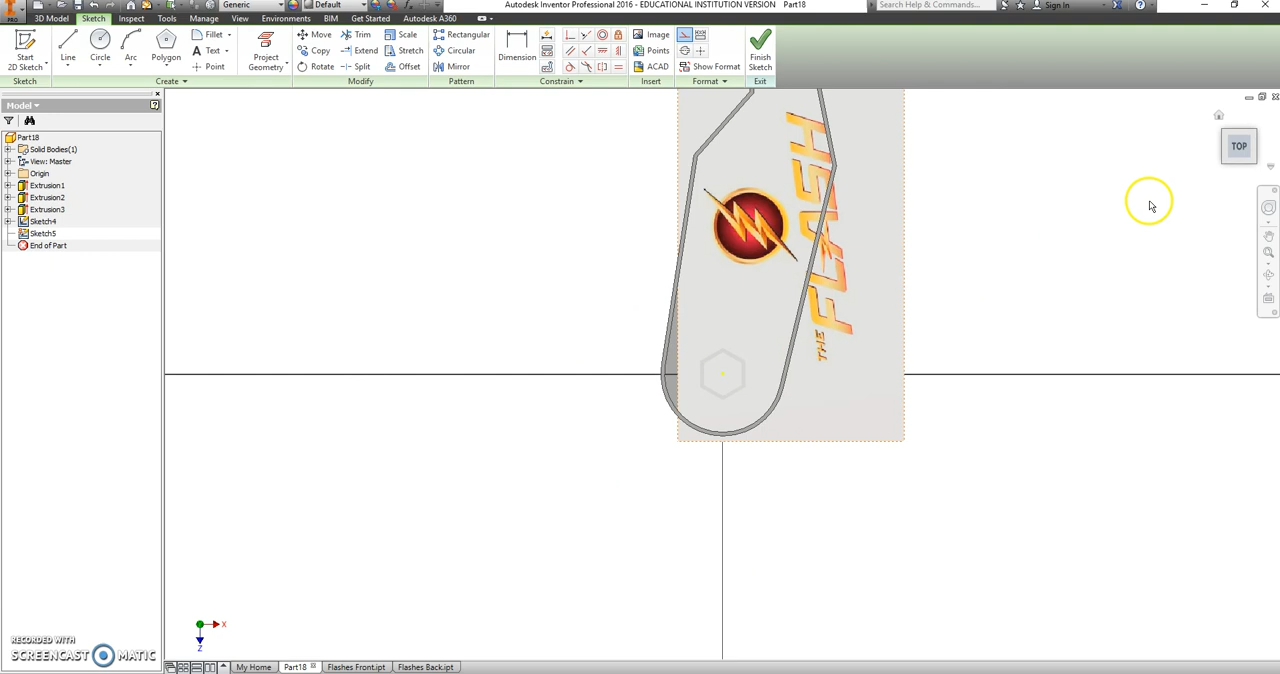 PRO
Generic
Default
Autodesk Inventor Professional 2016 - EDUCATIONAL INSTITUTION VERSION Part18
Search Help & Commands...
Sign In
3D Model
Sketch
Inspect
Tools
Manage
View
Environments
BIM
Get Started
Autodesk A360
Start
2D Sketch
Line
Circle
Arc
Polygon
Fillet
Text
Point
Project
Geometry
Move
Copy
Rotate
Trim
Extend
Split
Scale
Stretch
Offset
Rectangular
Circular
Mirror
Dimension
Image
Points
ACAD
Show Format
Finish
Sketch
Sketch
Create
Modify
Pattern
Constrain
Insert
Format
Exit
Model
Part18
Solid Bodies(1)
View: Master
Origin
Extrusion1
Extrusion2
Extrusion3
Sketch4
Sketch5
End of Part
TOP
THE FLASH
X
Z
RECORDED WITH
SCREENCAST MATIC
My Home
Part18
Flashes Front.ipt
Flashes Back.ipt